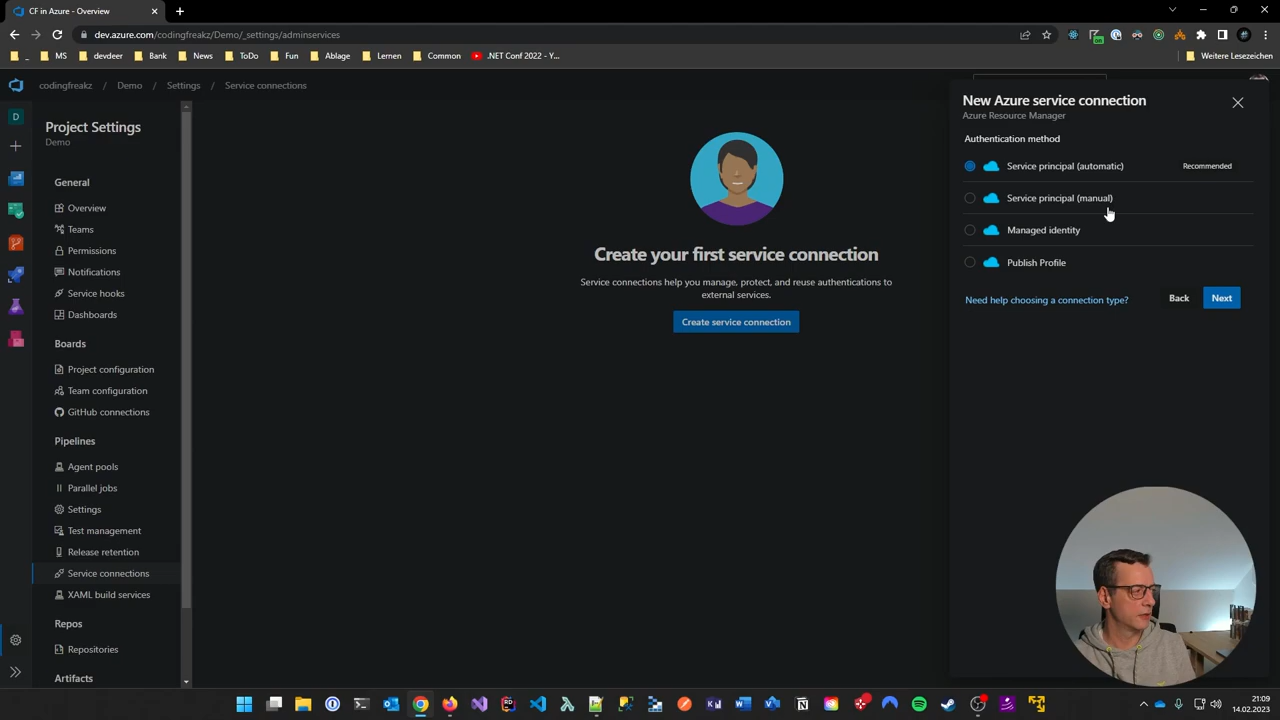 CF in Azure - Overview
dev.azure.com/codingfreakz/Demo/_settings/adminservices
_
MS
devdeer
Bank
News
ToDo
Fun
Ablage
Lernen
Common
.NET Conf 2022 - Y...
Weitere Lesezeichen
codingfreakz / Demo / Settings / Service connections
D
Project Settings
Demo
General
Overview
Teams
Permissions
Notifications
Service hooks
Dashboards
Boards
Project configuration
Team configuration
GitHub connections
Pipelines
Agent pools
Parallel jobs
Settings
Test management
Release retention
Service connections
XAML build services
Repos
Repositories
Artifacts
Create your first service connection
Service connections help you manage, protect, and reuse authentications to
external services.
Create service connection
New Azure service connection
Azure Resource Manager
Authentication method
Service principal (automatic)
Recommended
Service principal (manual)
Managed identity
Publish Profile
Need help choosing a connection type?
Back
Next
21:09
14.02.2023